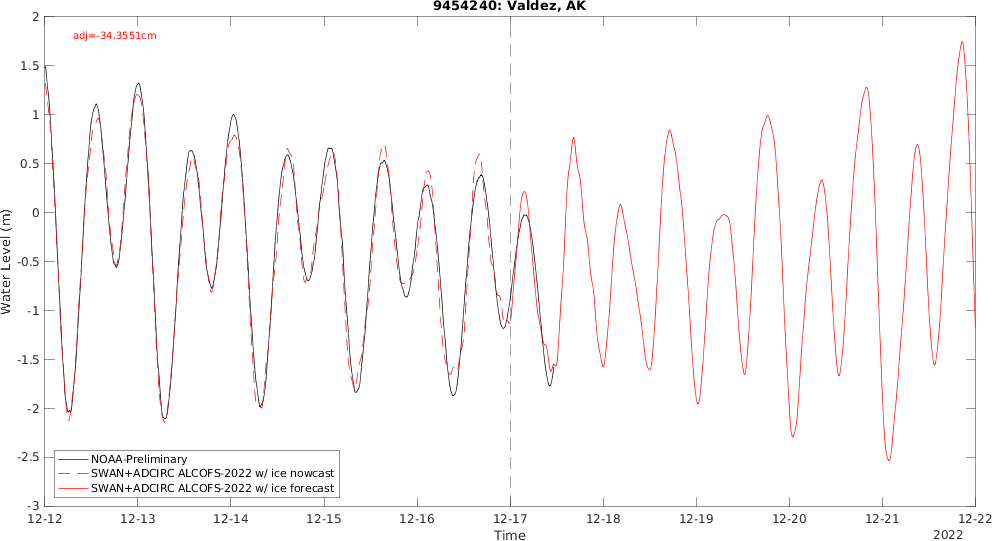 9454240: Valdez, AK
adj=-34.3551cm
Water Level (m)
2
1.5
1
0.5
0
-0.5
-1
-1.5
-2
-2.5
-3
NOAA-Preliminary
SWAN+ADCIRC ALCOFS-2022 w/ ice nowcast
SWAN+ADCIRC ALCOFS-2022 w/ ice forecast
12-12 12-13 12-14 12-15 12-16 12-17 12-18 12-19 12-20 12-21 12-22
Time
2022